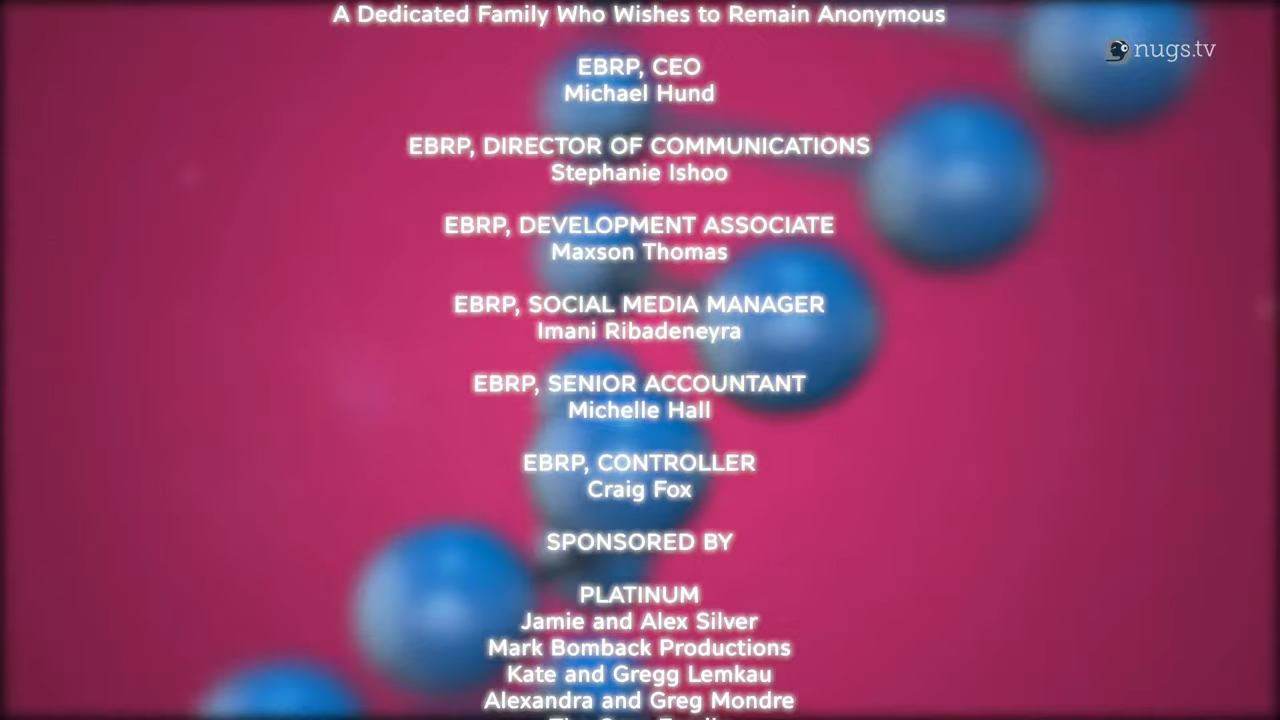 A Dedicated Family Who Wishes to Remain Anonymous
nugs.tv
EBRP, CEO
Michael Hund
EBRP, DIRECTOR OF COMMUNICATIONS
Stephanie Ishoo
EBRP, DEVELOPMENT ASSOCIATE
Maxson Thomas
EBRP, SOCIAL MEDIA MANAGER
Imani Ribadeneyra
EBRP, SENIOR ACCOUNTANT
Michelle Hall
EBRP, CONTROLLER
Craig Fox
SPONSORED BY
PLATINUM
Jamie and Alex Silver
Mark Bomback Productions
Kate and Gregg Lemkau
Alexandra and Greg Mondre